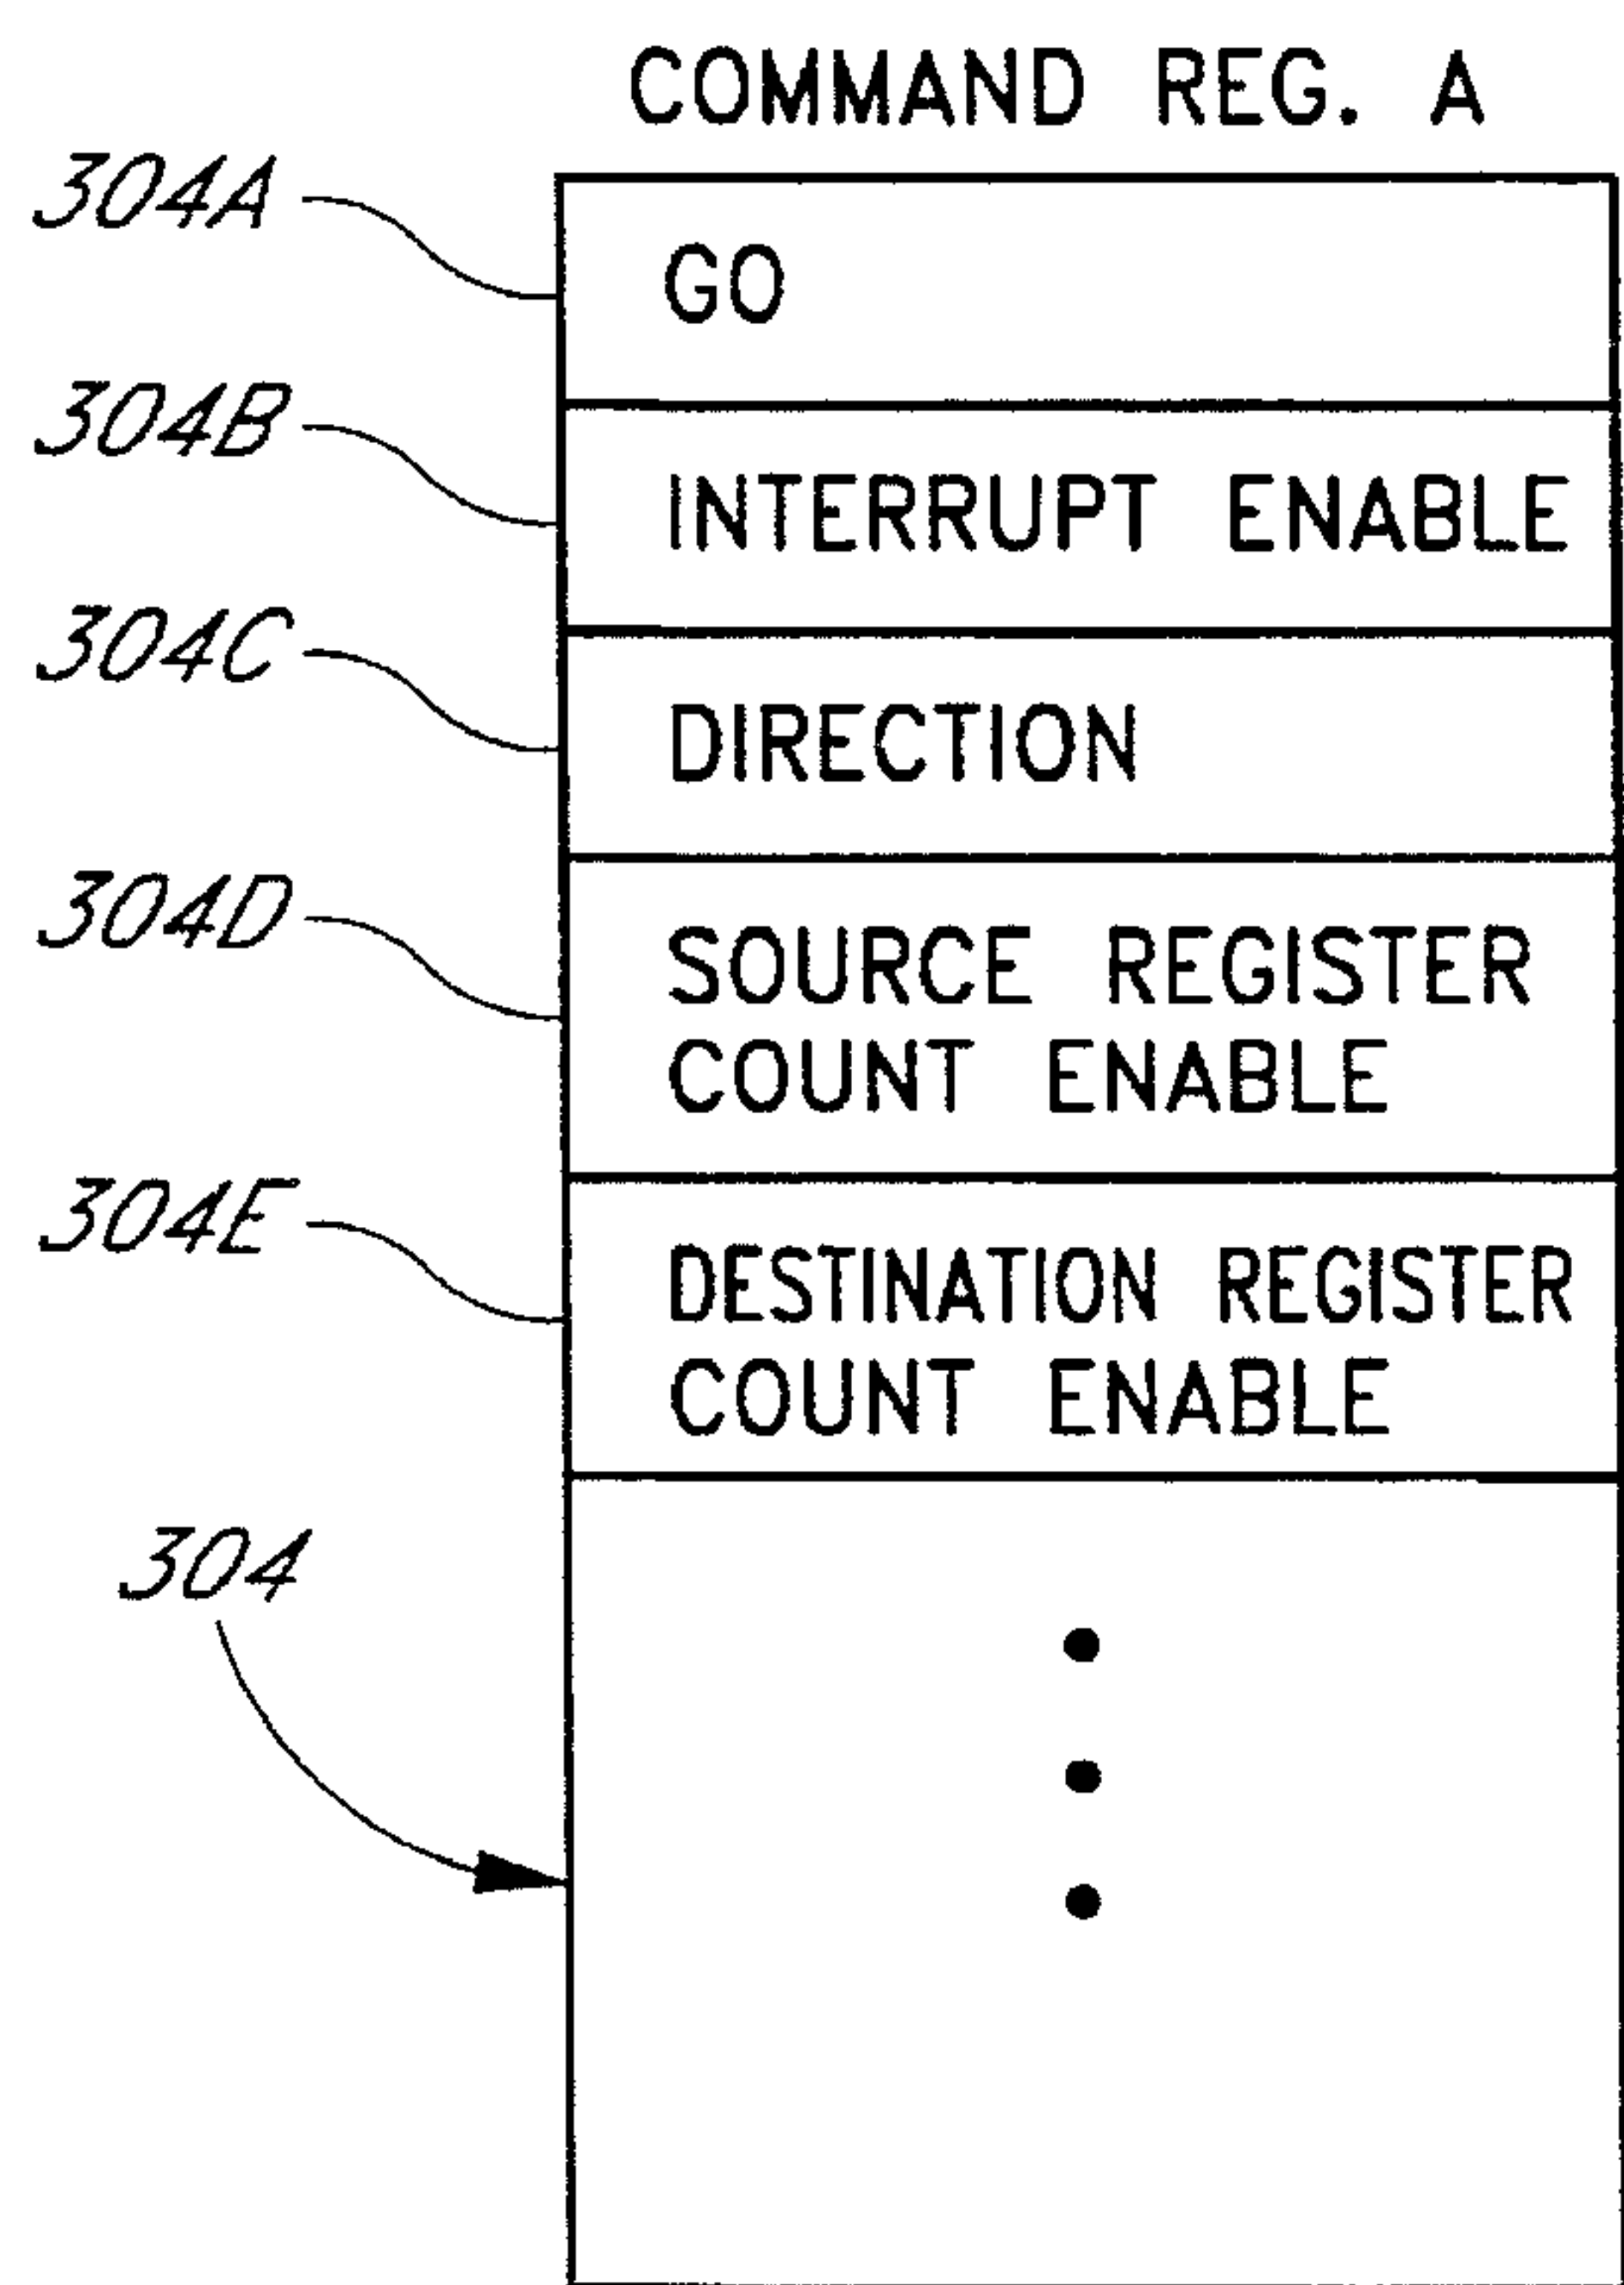 COMMAND REG. A
304A
GO
304B
INTERRUPT ENABLE
304C
DIRECTION
304D
SOURCE REGISTER
COUNT ENABLE
304E
DESTINATION REGISTER
COUNT ENABLE
304